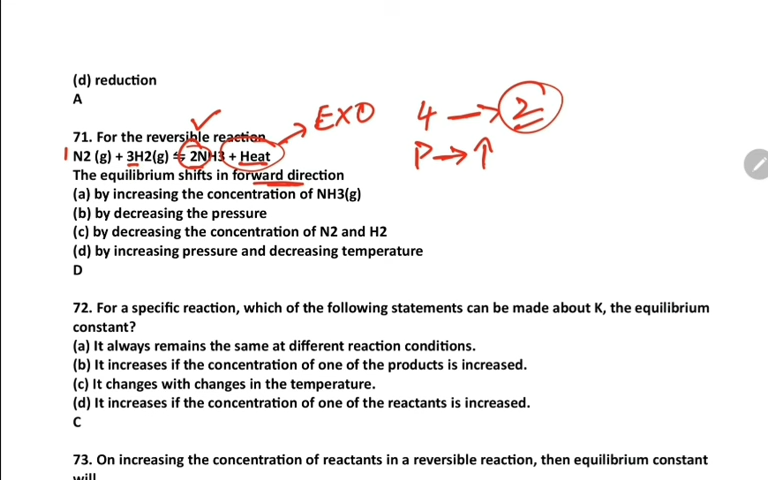 (d) reduction
A
71. For the reversible reaction
1 N2 (g) + 3H2(g) ⇋ 2NH3 + Heat
EXO
4 → 2
P → ↑
The equilibrium shifts in forward direction
(a) by increasing the concentration of NH3(g)
(b) by decreasing the pressure
(c) by decreasing the concentration of N2 and H2
(d) by increasing pressure and decreasing temperature
D
72. For a specific reaction, which of the following statements can be made about K, the equilibrium
constant?
(a) It always remains the same at different reaction conditions.
(b) It increases if the concentration of one of the products is increased.
(c) It changes with changes in the temperature.
(d) It increases if the concentration of one of the reactants is increased.
C
73. On increasing the concentration of reactants in a reversible reaction, then equilibrium constant
will